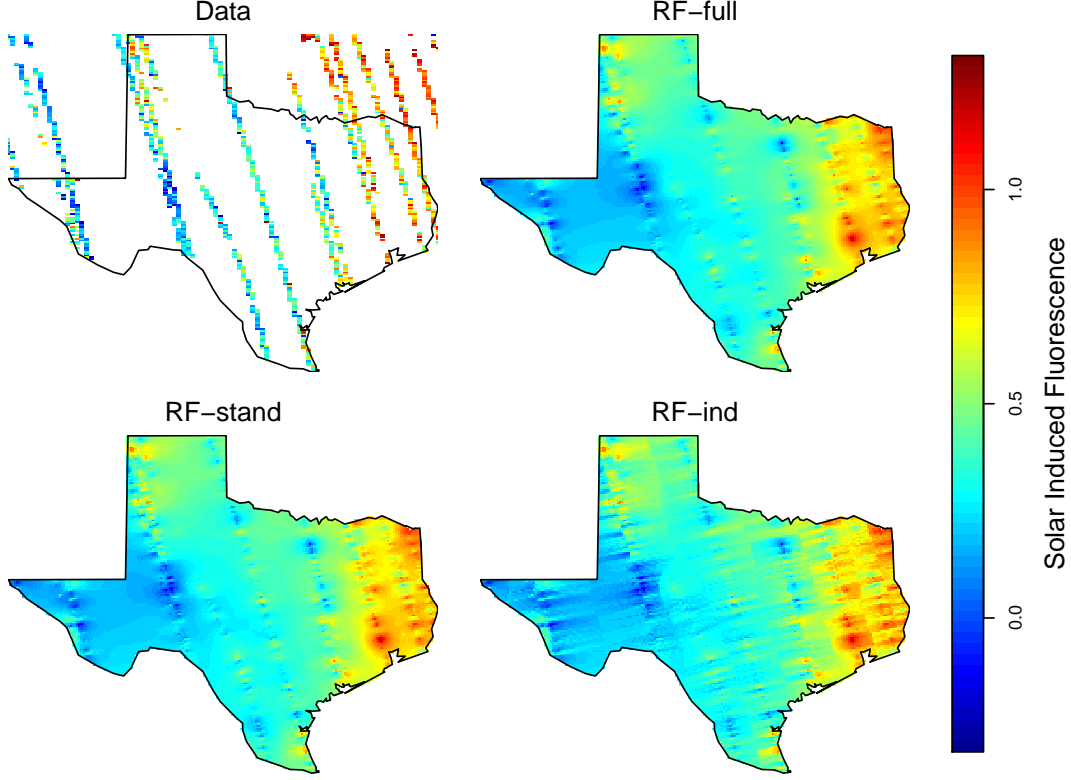 Data
RF−full
RF−stand
RF−ind
1.0
0.5
0.0
Solar Induced Fluorescence